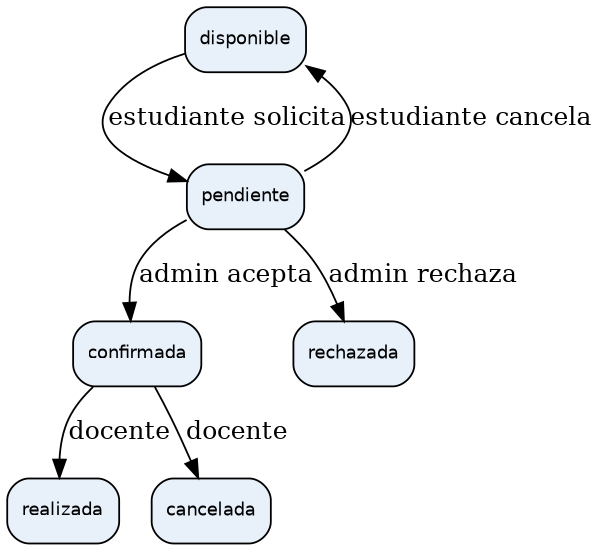 disponible
estudiante solicita
estudiante cancela
pendiente
admin acepta
admin rechaza
confirmada
rechazada
docente
docente
realizada
cancelada